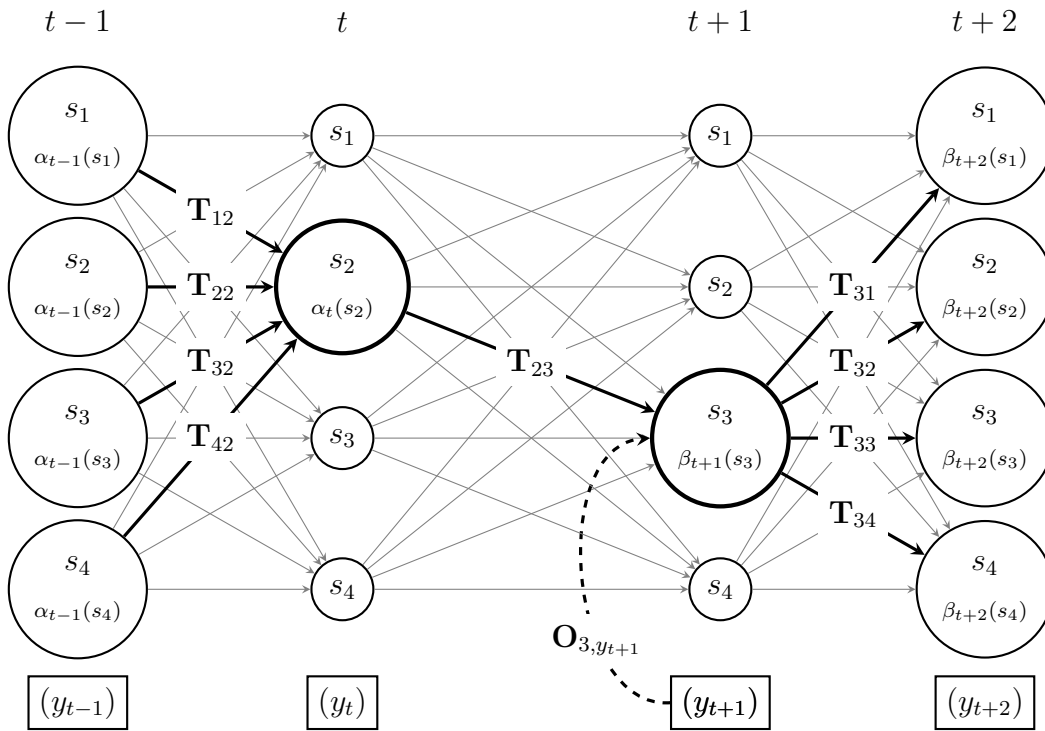 t − 1 t t + 1 t + 2
s₁ s₁ s₁ s₁
αₜ₋₁(s₁) βₜ₊₂(s₁)
T₁₂
s₂ s₂ s₂ s₂
αₜ₋₁(s₂) T₂₂ αₜ(s₂) T₃₁ βₜ₊₂(s₂)
T₃₂ T₂₃ T₃₂
s₃ s₃ s₃ s₃
αₜ₋₁(s₃) T₄₂ βₜ₊₁(s₃) T₃₃ βₜ₊₂(s₃)
T₃₄
s₄ s₄ s₄ s₄
αₜ₋₁(s₄) βₜ₊₂(s₄)
O_{3,yₜ₊₁}
(yₜ₋₁) (yₜ) (yₜ₊₁) (yₜ₊₂)